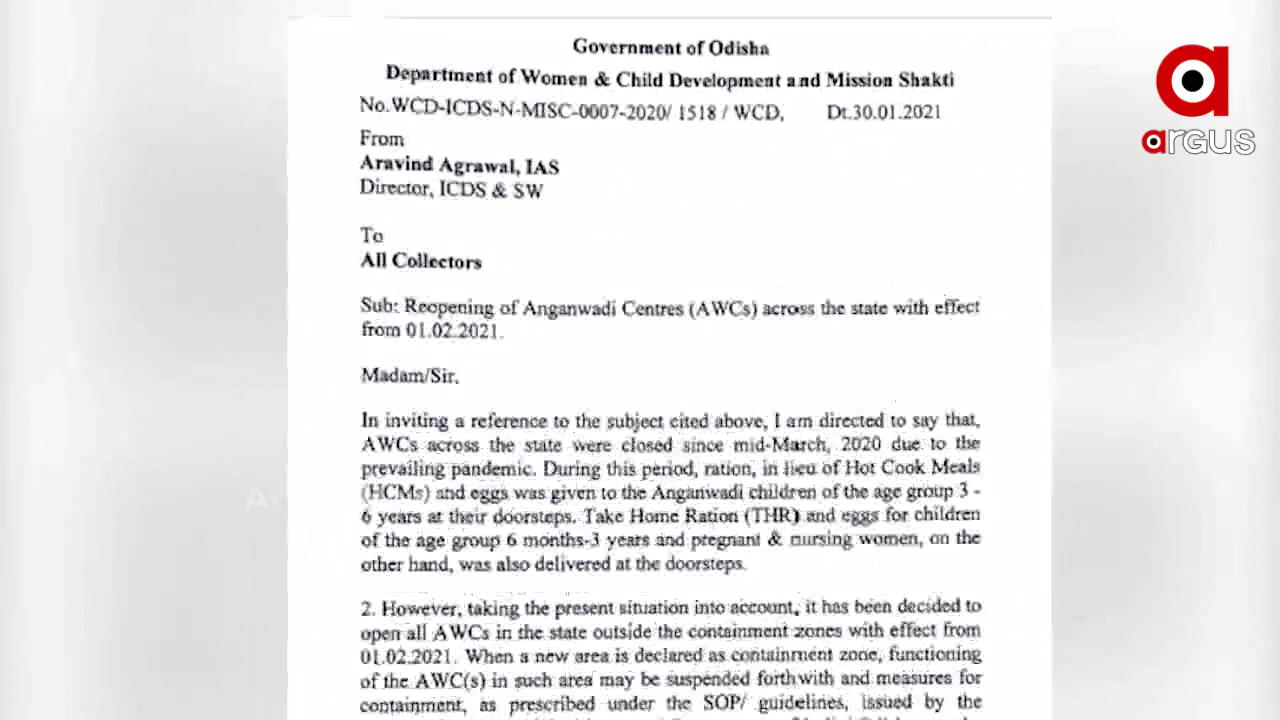 Government of Odisha
Department of Women & Child Development and Mission Shakti
No.WCD-ICDS-N-MISC-0007-2020/ 1518 / WCD, Dt.30.01.2021
From
Aravind Agrawal, IAS
Director, ICDS & SW
To
All Collectors
Sub: Reopening of Anganwadi Centres (AWCs) across the state with effect
from 01.02.2021.
Madam/Sir,
In inviting a reference to the subject cited above, I am directed to say that,
AWCs across the state were closed since mid-March, 2020 due to the
prevailing pandemic. During this period, ration, in lieu of Hot Cook Meals
(HCMs) and eggs was given to the Anganwadi children of the age group 3 -
6 years at their doorsteps. Take Home Ration (THR) and eggs for children
of the age group 6 months-3 years and pregnant & nursing women, on the
other hand, was also delivered at the doorsteps.
2. However, taking the present situation into account, it has been decided to
open all AWCs in the state outside the containment zones with effect from
01.02.2021. When a new area is declared as containment zone, functioning
of the AWC(s) in such area may be suspended forthwith and measures for
containment, as prescribed under the SOP/ guidelines, issued by the
a
argus